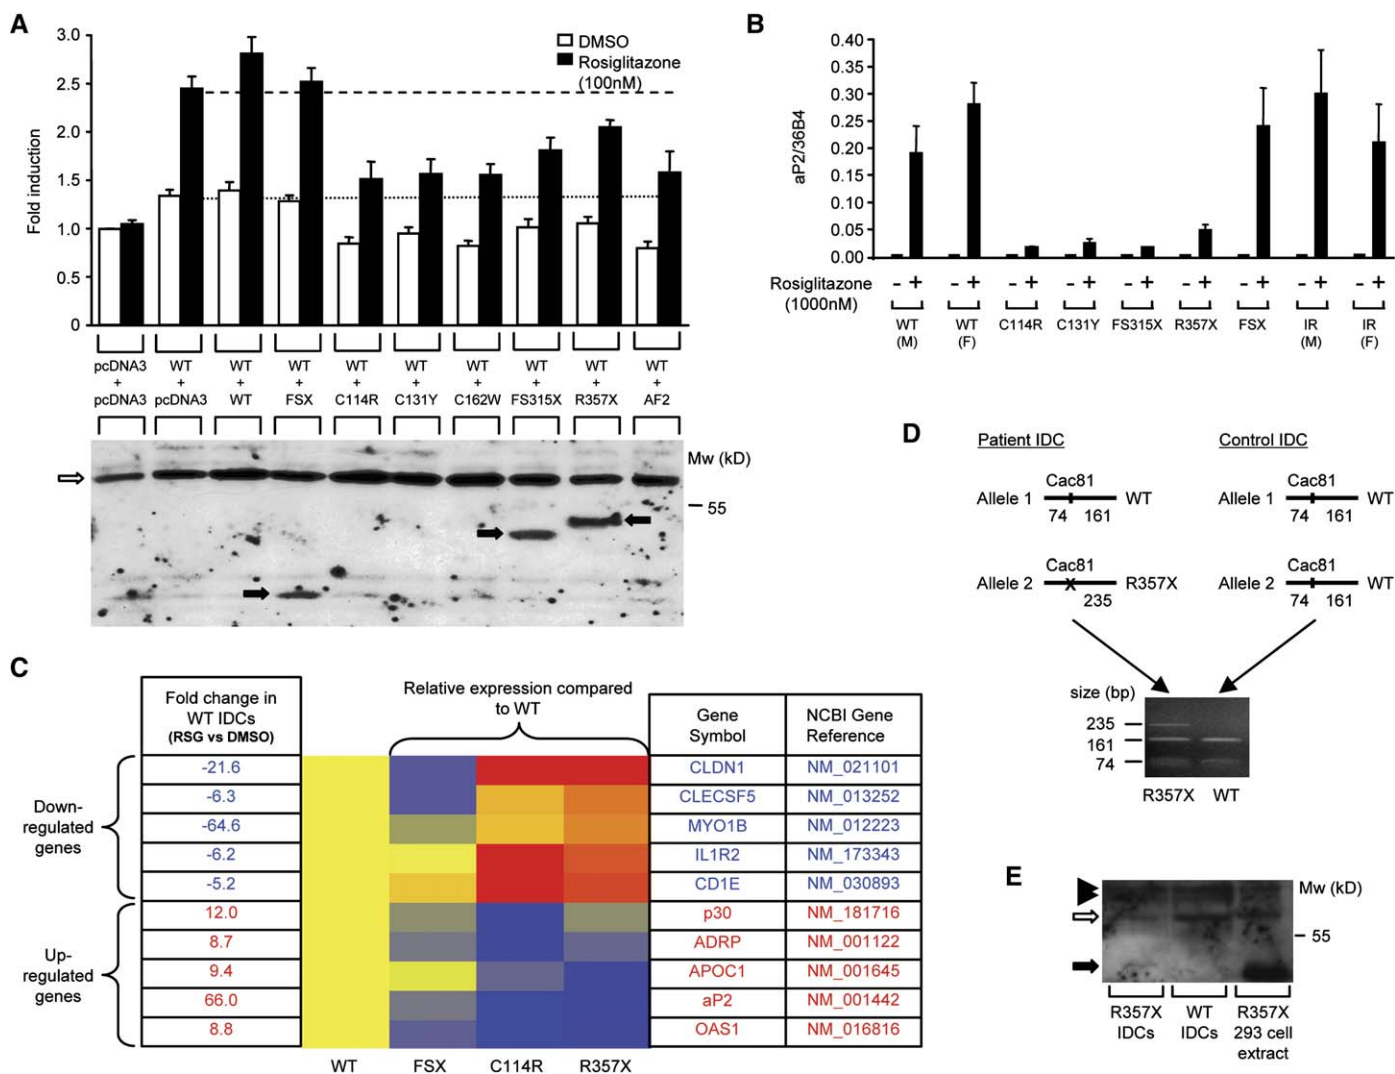 A
3.0
2.5
2.0
1.5
1.0
0.5
0
Fold induction
DMSO
Rosiglitazone
(100nM)
pcDNA3 WT WT WT WT WT WT WT WT WT
+ + + + + + + + + +
pcDNA3 pcDNA3 WT FSX C114R C131Y C162W FS315X R357X AF2
Mw (kD)
55
B
0.40
0.35
0.30
0.25
0.20
0.15
0.10
0.05
0.00
aP2/36B4
Rosiglitazone
(1000nM)
- + - + - + - + - + - + - + - + - +
WT WT C114R C131Y FS315X R357X FSX IR IR
(M) (F) (M) (F)
C
Fold change in
WT IDCs
(RSG vs DMSO)
Relative expression compared
to WT
Gene
Symbol
NCBI Gene
Reference
Down-
regulated
genes
-21.6 CLDN1 NM_021101
-6.3 CLECSF5 NM_013252
-64.6 MYO1B NM_012223
-6.2 IL1R2 NM_173343
-5.2 CD1E NM_030893
Up-
regulated
genes
12.0 p30 NM_181716
8.7 ADRP NM_001122
9.4 APOC1 NM_001645
66.0 aP2 NM_001442
8.8 OAS1 NM_016816
WT FSX C114R R357X
D
Patient IDC Control IDC
Cac81 Cac81
Allele 1 WT Allele 1 WT
74 161 74 161
Cac81 Cac81
Allele 2 X R357X Allele 2 WT
235 74 161
size (bp)
235
161
74
R357X WT
E
Mw (kD)
55
R357X WT R357X
IDCs IDCs 293 cell
extract